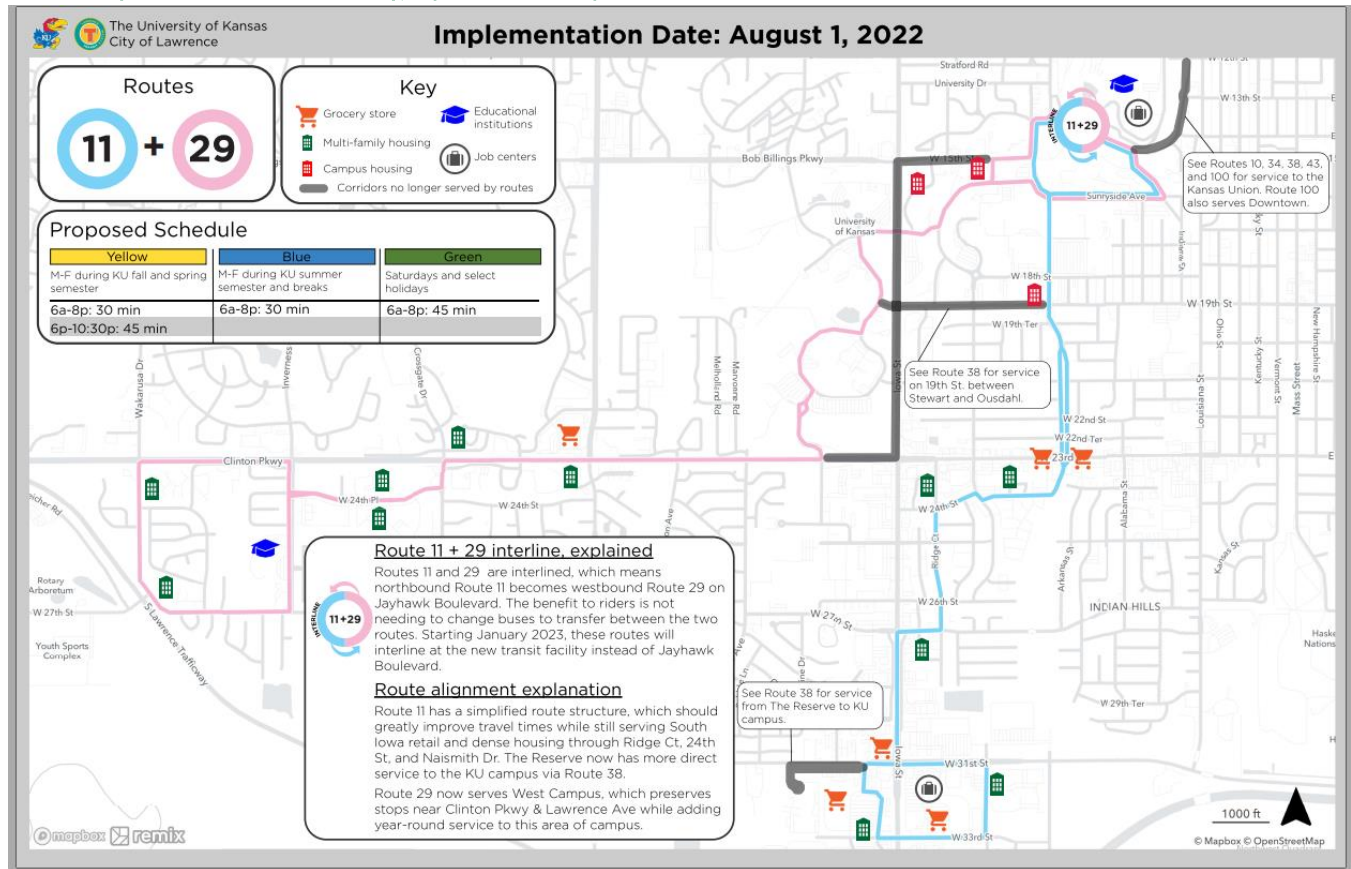 The University of Kansas
City of Lawrence
Implementation Date: August 1, 2022
Routes
11 + 29
Key
Grocery store
Educational
institutions
Multi-family housing
Job centers
Campus housing
Corridors no longer served by routes
Proposed Schedule
Yellow
Blue
Green
M-F during KU fall and spring
semester
M-F during KU summer
semester and breaks
Saturdays and select
holidays
6a-8p: 30 min
6a-8p: 30 min
6a-8p: 45 min
6p-10:30p: 45 min
Stratford Rd
University Dr
W 12th St
W 13th St
INTERLINE
11+29
Bob Billings Pkwy
W 15th St
See Routes 10, 34, 38, 43,
and 100 for service to the
Kansas Union. Route 100
also serves Downtown.
Sunnyside Ave
University
of Kansas
Indiana St
W 18th St
W 19th St
W 19th Ter
Ohio St
Kentucky St
Vermont St
Mass Street
New Hampshire St
Louisiana St
Iowa St
See Route 38 for service
on 19th St. between
Stewart and Ousdahl.
Wakarusa Dr
Inverness
Crossgate Dr
Melholland Rd
Marvonne Rd
W 22nd St
W 22nd Ter
23rd
Clinton Pkwy
W 24th Pl
W 24th St
W 24th St
Alabama St
Ridge Ct
Arkansas St
Kansas St
W 26th St
INDIAN HILLS
W 27th St
Rotary
Arboretum
W 27th St
Youth Sports
Complex
S Lawrence Trafficway
W 29th Ter
Route 11 + 29 interline, explained
INTERLINE
11+29
Routes 11 and 29 are interlined, which means
northbound Route 11 becomes westbound Route 29 on
Jayhawk Boulevard. The benefit to riders is not
needing to change buses to transfer between the two
routes. Starting January 2023, these routes will
interline at the new transit facility instead of Jayhawk
Boulevard.
Route alignment explanation
Route 11 has a simplified route structure, which should
greatly improve travel times while still serving South
Iowa retail and dense housing through Ridge Ct, 24th
St, and Naismith Dr. The Reserve now has more direct
service to the KU campus via Route 38.
Route 29 now serves West Campus, which preserves
stops near Clinton Pkwy & Lawrence Ave while adding
year-round service to this area of campus.
See Route 38 for service
from The Reserve to KU
campus.
Iowa St
W 31st St
W 33rd St
1000 ft
mapbox remix
© Mapbox © OpenStreetMap